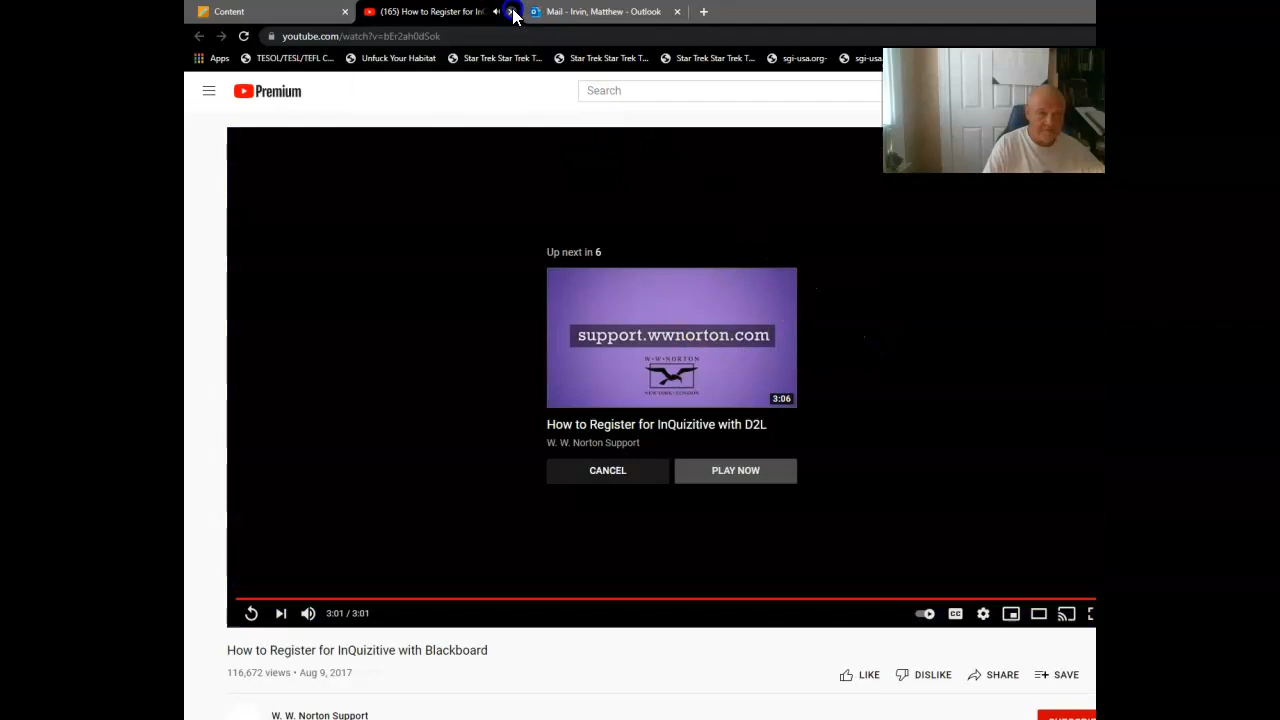 Content
(165) How to Register for InQ
Mail - Irvin, Matthew - Outlook
youtube.com/watch?v=bEr2ah0dSok
Apps
TESOL/TESL/TEFL C...
Unfuck Your Habitat
Star Trek Star Trek T...
Star Trek Star Trek T...
Star Trek Star Trek T...
sgi-usa.org-
sgi-usa.
Premium
Search
Up next in 6
support.wwnorton.com
W·W·NORTON
NEW YORK · LONDON
3:06
How to Register for InQuizitive with D2L
W. W. Norton Support
CANCEL
PLAY NOW
3:01 / 3:01
CC
How to Register for InQuizitive with Blackboard
116,672 views • Aug 9, 2017
LIKE
DISLIKE
SHARE
SAVE
W. W. Norton Support